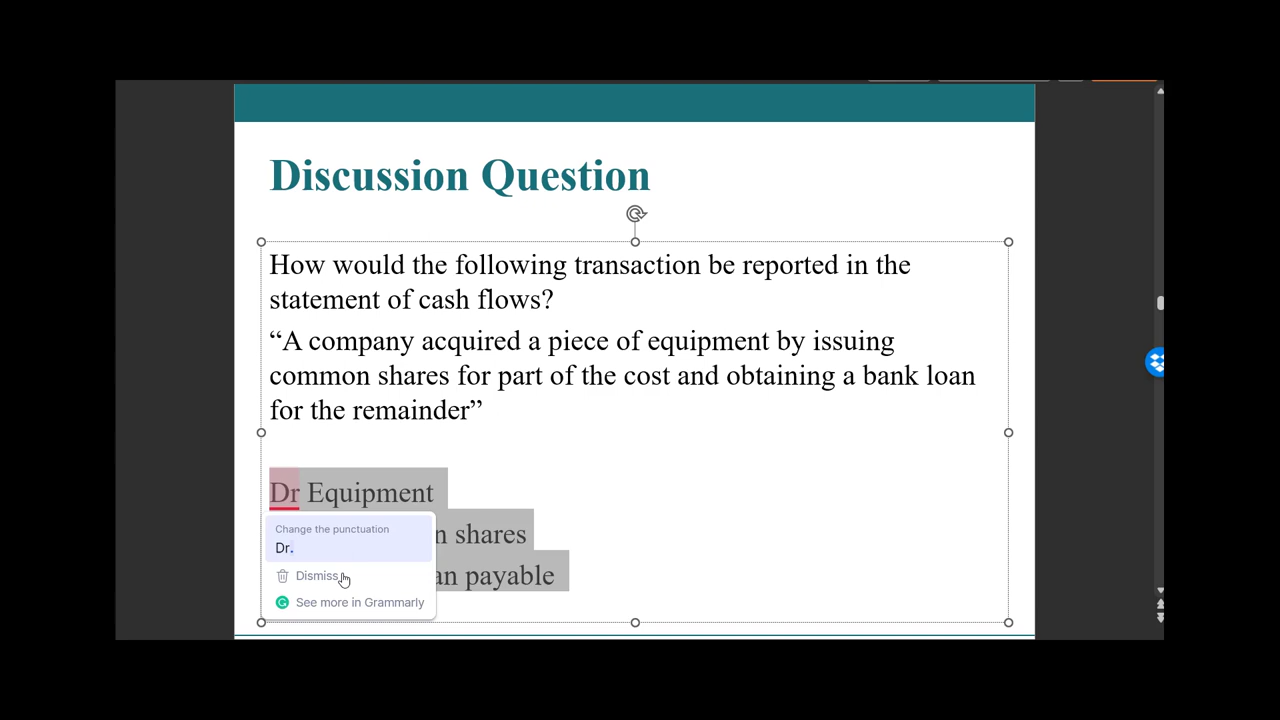 Discussion Question
How would the following transaction be reported in the
statement of cash flows?
“A company acquired a piece of equipment by issuing
common shares for part of the cost and obtaining a bank loan
for the remainder”
Dr Equipment
shares
payable
Change the punctuation
Dr.
Dismiss
See more in Grammarly